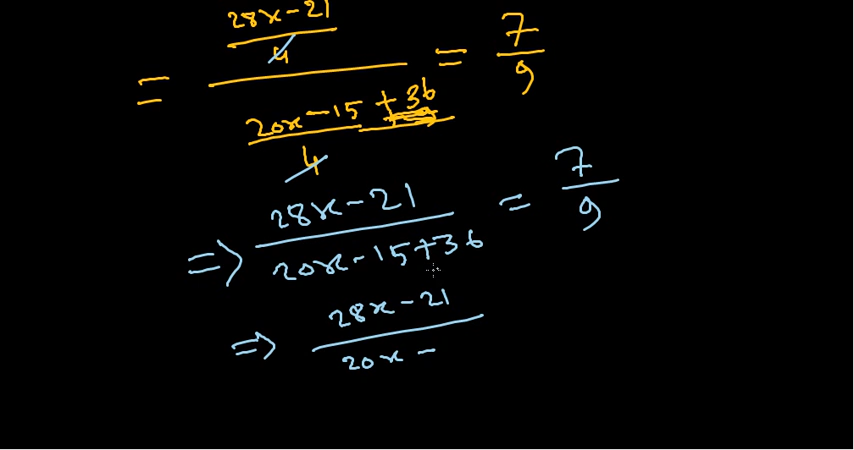 28x-21
4
= = 7/9
20x-15 +36
4
=> 28x-21 / 20x-15+36 = 7/9
=> 28x-21 / 20x -